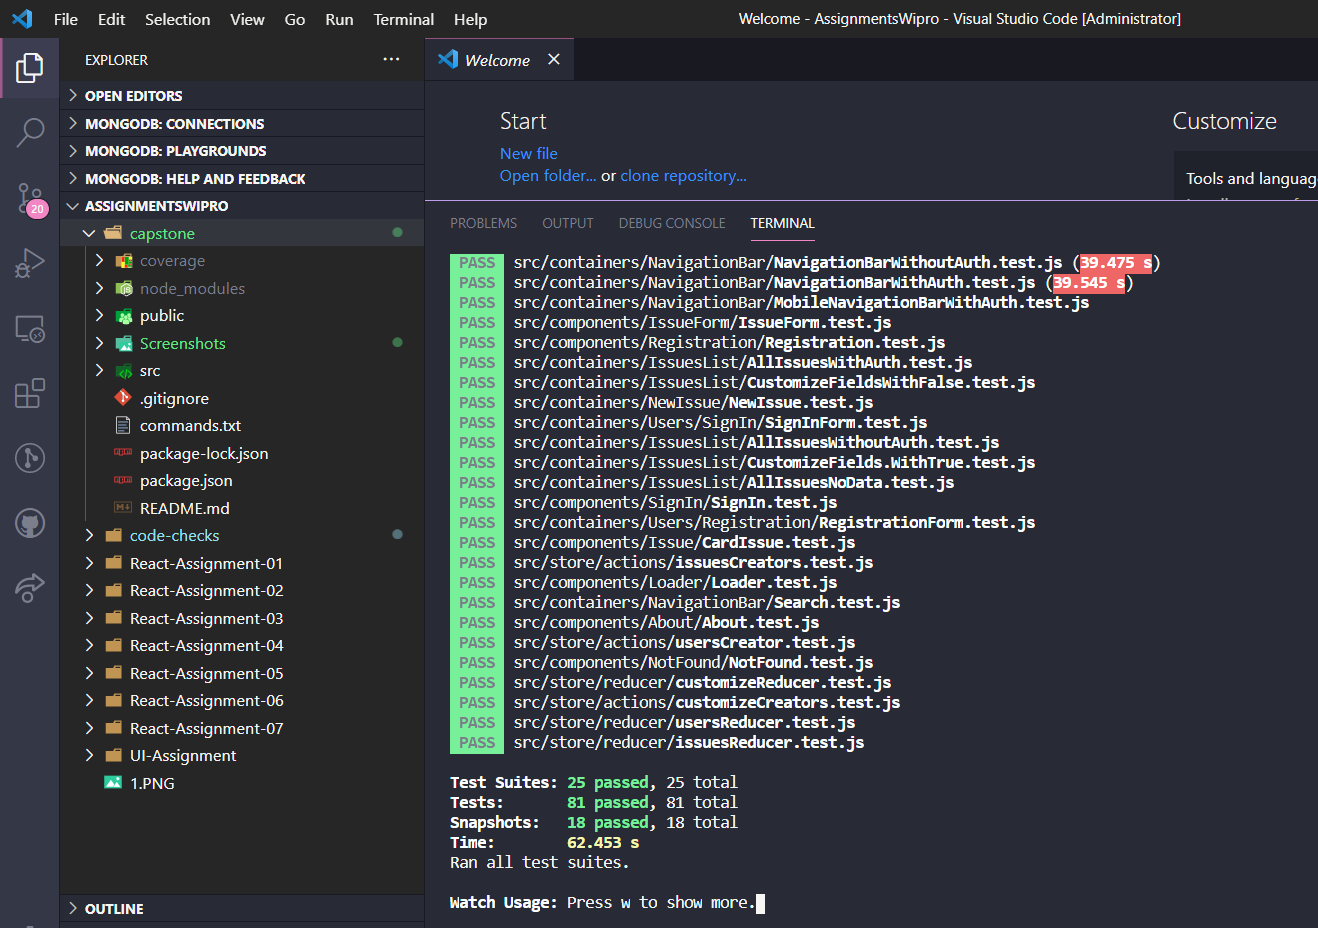 File Edit Selection View Go Run Terminal Help
Welcome - AssignmentsWipro - Visual Studio Code [Administrator]
EXPLORER
OPEN EDITORS
MONGODB: CONNECTIONS
MONGODB: PLAYGROUNDS
MONGODB: HELP AND FEEDBACK
ASSIGNMENTSWIPRO
capstone
coverage
node_modules
public
Screenshots
src
.gitignore
commands.txt
package-lock.json
package.json
README.md
code-checks
React-Assignment-01
React-Assignment-02
React-Assignment-03
React-Assignment-04
React-Assignment-05
React-Assignment-06
React-Assignment-07
UI-Assignment
1.PNG
OUTLINE
20
Welcome
Start
New file
Open folder... or clone repository...
Customize
Tools and languag
PROBLEMS OUTPUT DEBUG CONSOLE TERMINAL
PASS src/containers/NavigationBar/NavigationBarWithoutAuth.test.js (39.475 s)
PASS src/containers/NavigationBar/NavigationBarWithAuth.test.js (39.545 s)
PASS src/containers/NavigationBar/MobileNavigationBarWithAuth.test.js
PASS src/components/IssueForm/IssueForm.test.js
PASS src/components/Registration/Registration.test.js
PASS src/containers/IssuesList/AllIssuesWithAuth.test.js
PASS src/containers/IssuesList/CustomizeFieldsWithFalse.test.js
PASS src/containers/NewIssue/NewIssue.test.js
PASS src/containers/Users/SignIn/SignInForm.test.js
PASS src/containers/IssuesList/AllIssuesWithoutAuth.test.js
PASS src/containers/IssuesList/CustomizeFields.WithTrue.test.js
PASS src/containers/IssuesList/AllIssuesNoData.test.js
PASS src/components/SignIn/SignIn.test.js
PASS src/containers/Users/Registration/RegistrationForm.test.js
PASS src/components/Issue/CardIssue.test.js
PASS src/store/actions/issuesCreators.test.js
PASS src/components/Loader/Loader.test.js
PASS src/containers/NavigationBar/Search.test.js
PASS src/components/About/About.test.js
PASS src/store/actions/usersCreator.test.js
PASS src/components/NotFound/NotFound.test.js
PASS src/store/reducer/customizeReducer.test.js
PASS src/store/actions/customizeCreators.test.js
PASS src/store/reducer/usersReducer.test.js
PASS src/store/reducer/issuesReducer.test.js
Test Suites: 25 passed, 25 total
Tests: 81 passed, 81 total
Snapshots: 18 passed, 18 total
Time: 62.453 s
Ran all test suites.
Watch Usage: Press w to show more.